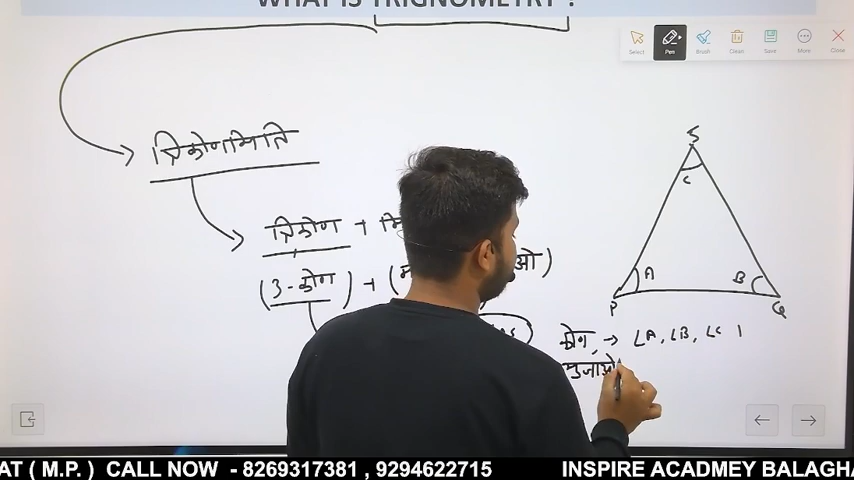 WHAT IS TRIGNOMETRY ?
Select Pen Brush Clean Save More Close
त्रिकोणमिति
त्रिकोण +
(3-कोण) + (
ओ)
S
C
A
B
P
Q
कोण → ∠A, ∠B, ∠C |
भुजाओ
AT ( M.P. ) CALL NOW - 8269317381 , 9294622715 INSPIRE ACADMEY BALAGHA